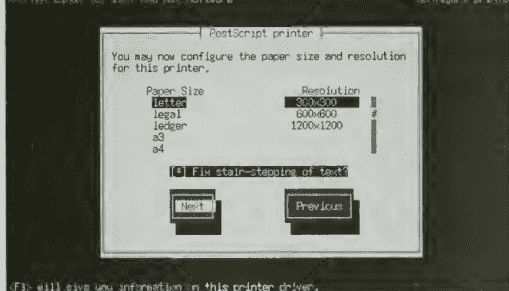 PostScript printer
You may now configure the paper size and resolution
for this printer.
Paper Size Resolution
letter 300x300
legal 600x600
ledger 1200x1200
a3
a4
[*] Fix stair-stepping of text?
Next Previous
<F1> will give you information on this printer driver.